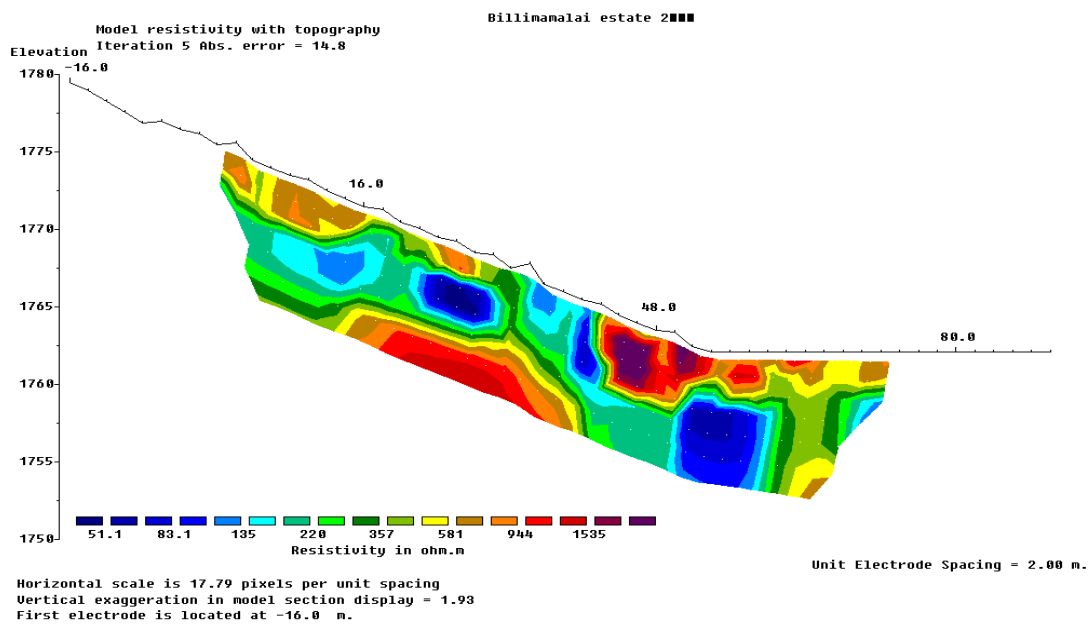 Billimamalai estate 2
Model resistivity with topography
Iteration 5 Abs. error = 14.8
Elevation
-16.0
1780
1775
16.0
1770
1765
48.0
80.0
1760
1755
1750
51.1 83.1 135 220 357 581 944 1535
Resistivity in ohm.m
Unit Electrode Spacing = 2.00 m.
Horizontal scale is 17.79 pixels per unit spacing
Vertical exaggeration in model section display = 1.93
First electrode is located at -16.0 m.